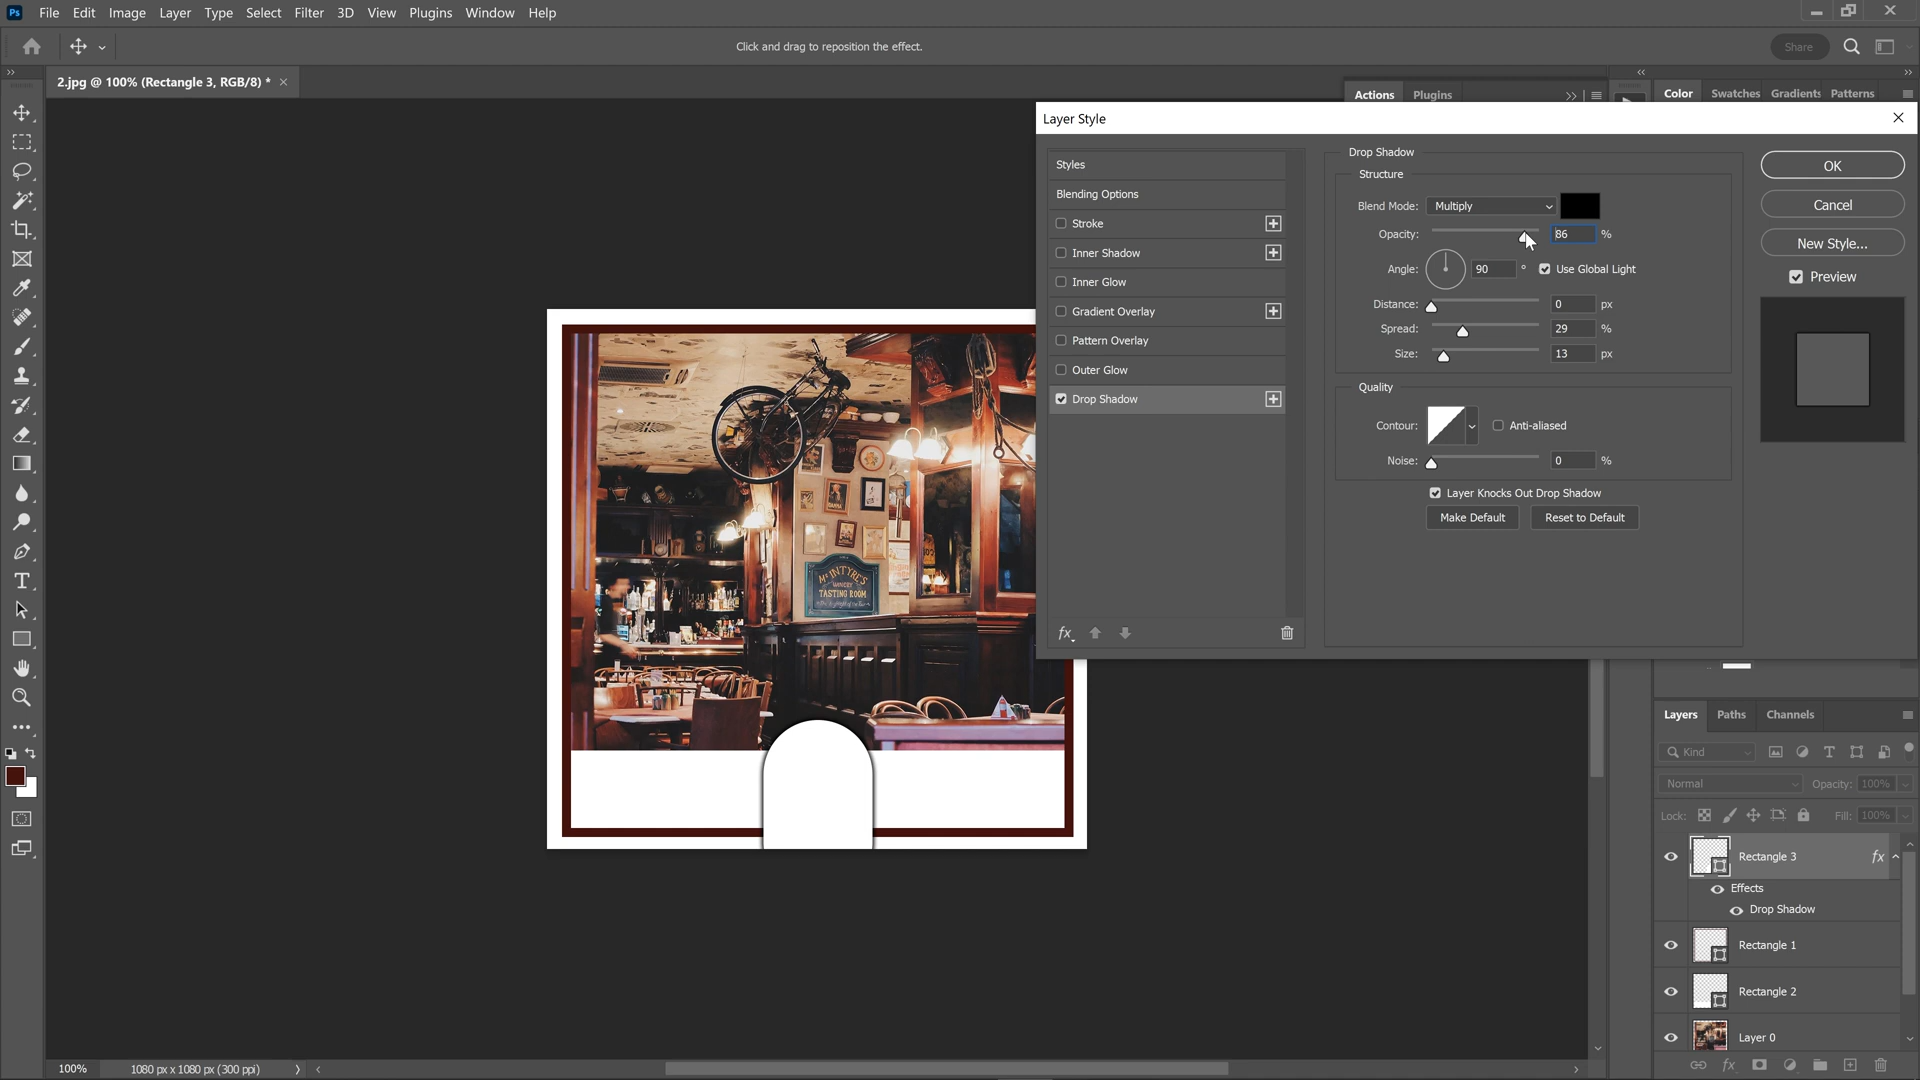 Ps File Edit Image Layer Type Select Filter 3D View Plugins Window Help
Click and drag to reposition the effect.
Share
2.jpg @ 100% (Rectangle 3, RGB/8) *
Actions Plugins
Color Swatches Gradients Patterns
Layer Style
Styles
Blending Options
Stroke
Inner Shadow
Inner Glow
Gradient Overlay
Pattern Overlay
Outer Glow
Drop Shadow
fx
Drop Shadow
Structure
Blend Mode: Multiply
Opacity: 86 %
Angle: 90 ° Use Global Light
Distance: 0 px
Spread: 29 %
Size: 13 px
Quality
Contour: Anti-aliased
Noise: 0 %
Layer Knocks Out Drop Shadow
Make Default Reset to Default
OK
Cancel
New Style...
Preview
McINTYRE'S
TASTING ROOM
T
Layers Paths Channels
Kind
T
Normal Opacity: 100%
Lock: Fill: 100%
Rectangle 3 fx
Effects
Drop Shadow
Rectangle 1
Rectangle 2
Layer 0
fx
100% 1080 px x 1080 px (300 ppi)